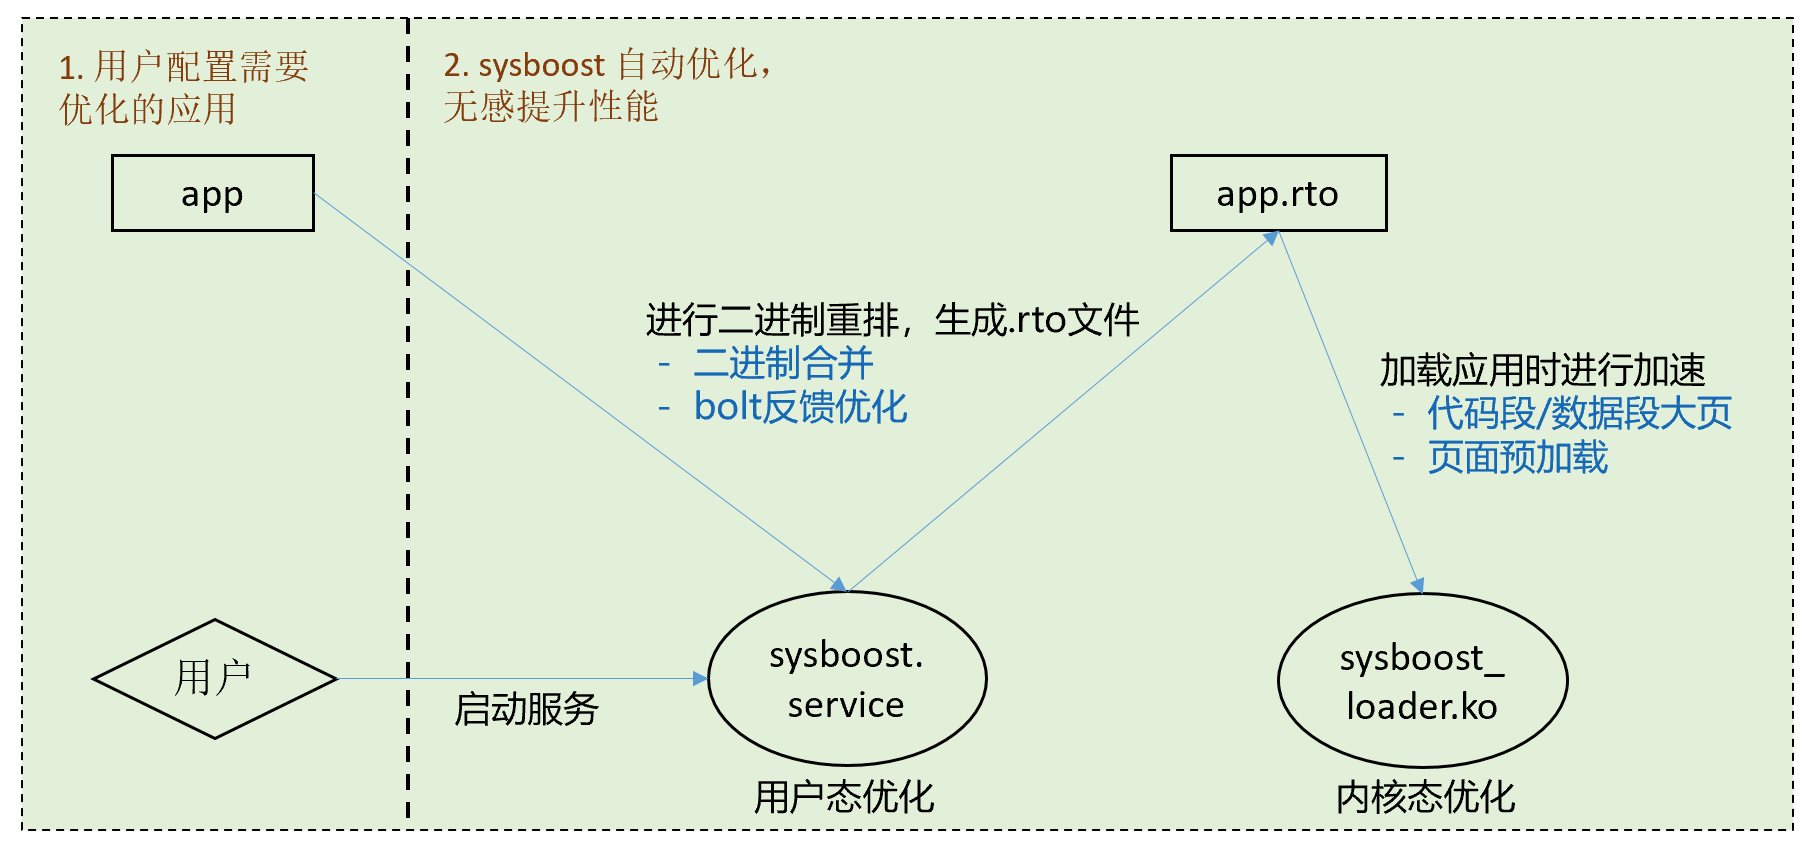 1. 用户配置需要
优化的应用
2. sysboost 自动优化，
无感提升性能
app
app.rto
进行二进制重排，生成.rto文件
- 二进制合并
- bolt反馈优化
加载应用时进行加速
- 代码段/数据段大页
- 页面预加载
用户
启动服务
sysboost.
service
用户态优化
sysboost_
loader.ko
内核态优化